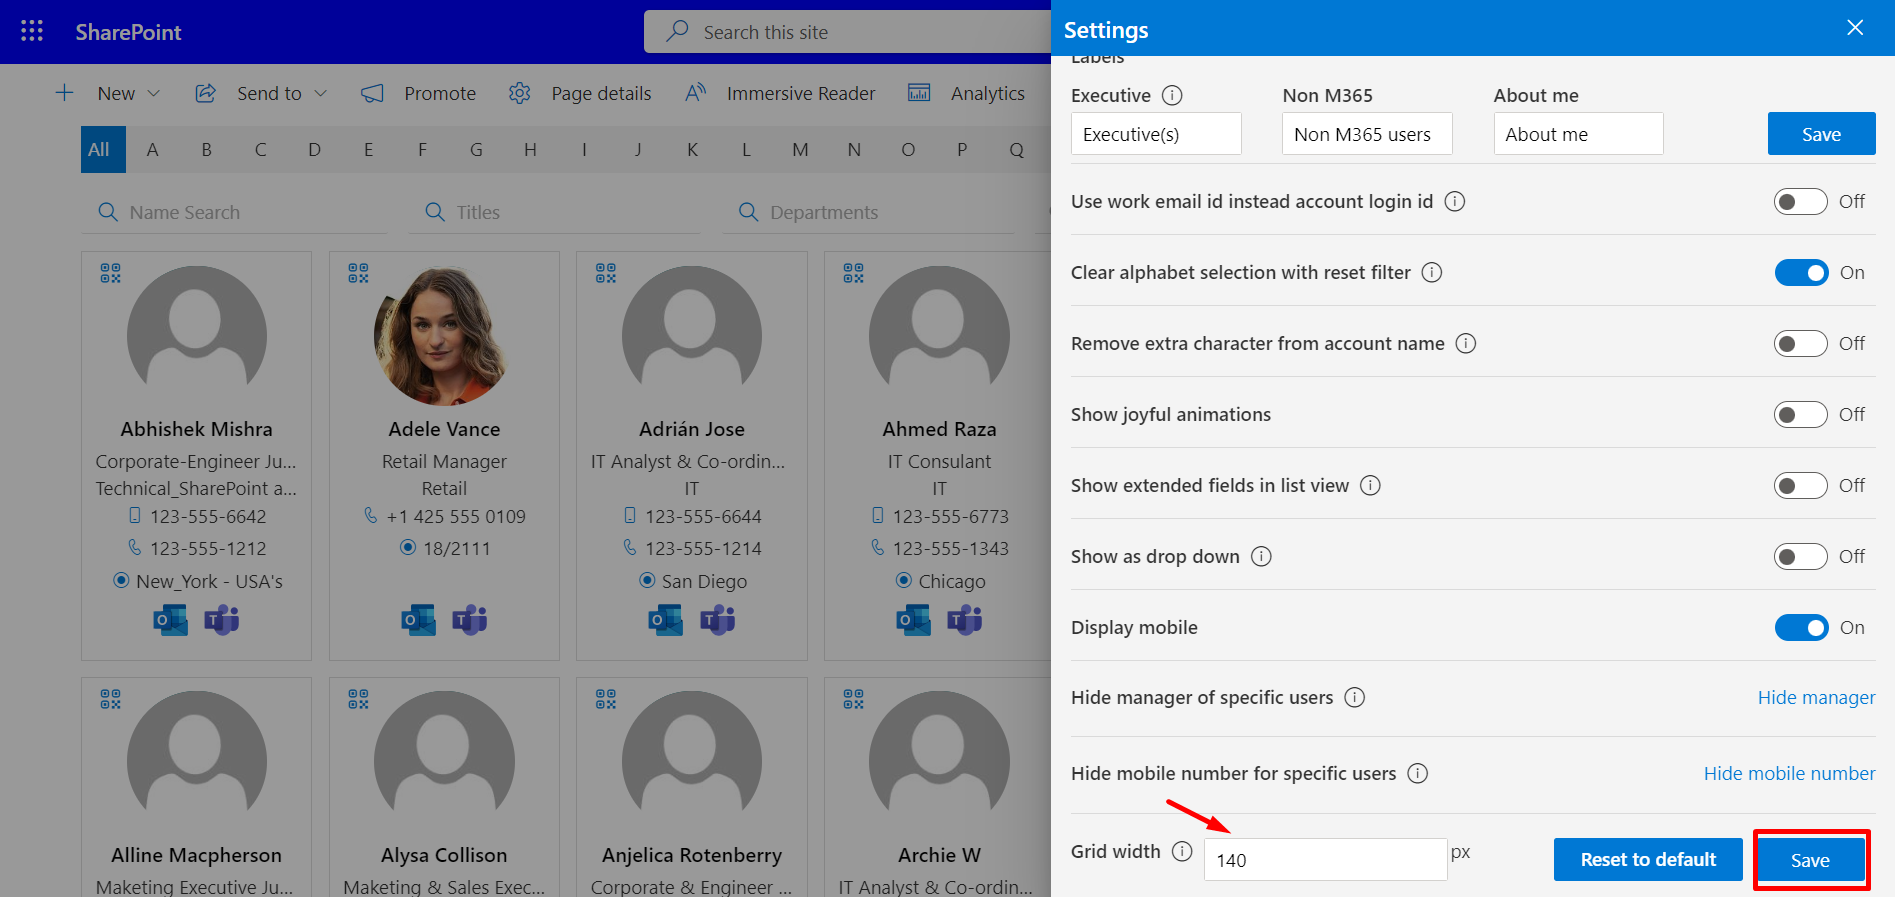 SharePoint
Search this site
New
Send to
Promote
Page details
Immersive Reader
Analytics
All A B C D E F G H I J K L M N O P Q
Name Search
Titles
Departments
Abhishek Mishra
Corporate-Engineer Ju...
Technical_SharePoint a...
123-555-6642
123-555-1212
New_York - USA's
Adele Vance
Retail Manager
Retail
+1 425 555 0109
18/2111
Adrián Jose
IT Analyst & Co-ordin...
IT
123-555-6644
123-555-1214
San Diego
Ahmed Raza
IT Consulant
IT
123-555-6773
123-555-1343
Chicago
Alline Macpherson
Maketing Executive Ju...
Alysa Collison
Maketing & Sales Exec...
Anjelica Rotenberry
Corporate & Engineer ...
Archie W
IT Analyst & Co-ordin...
Settings
Labels
Executive
Non M365
About me
Executive(s)
Non M365 users
About me
Save
Use work email id instead account login id
Off
Clear alphabet selection with reset filter
On
Remove extra character from account name
Off
Show joyful animations
Off
Show extended fields in list view
Off
Show as drop down
Off
Display mobile
On
Hide manager of specific users
Hide manager
Hide mobile number for specific users
Hide mobile number
Grid width
140
px
Reset to default
Save